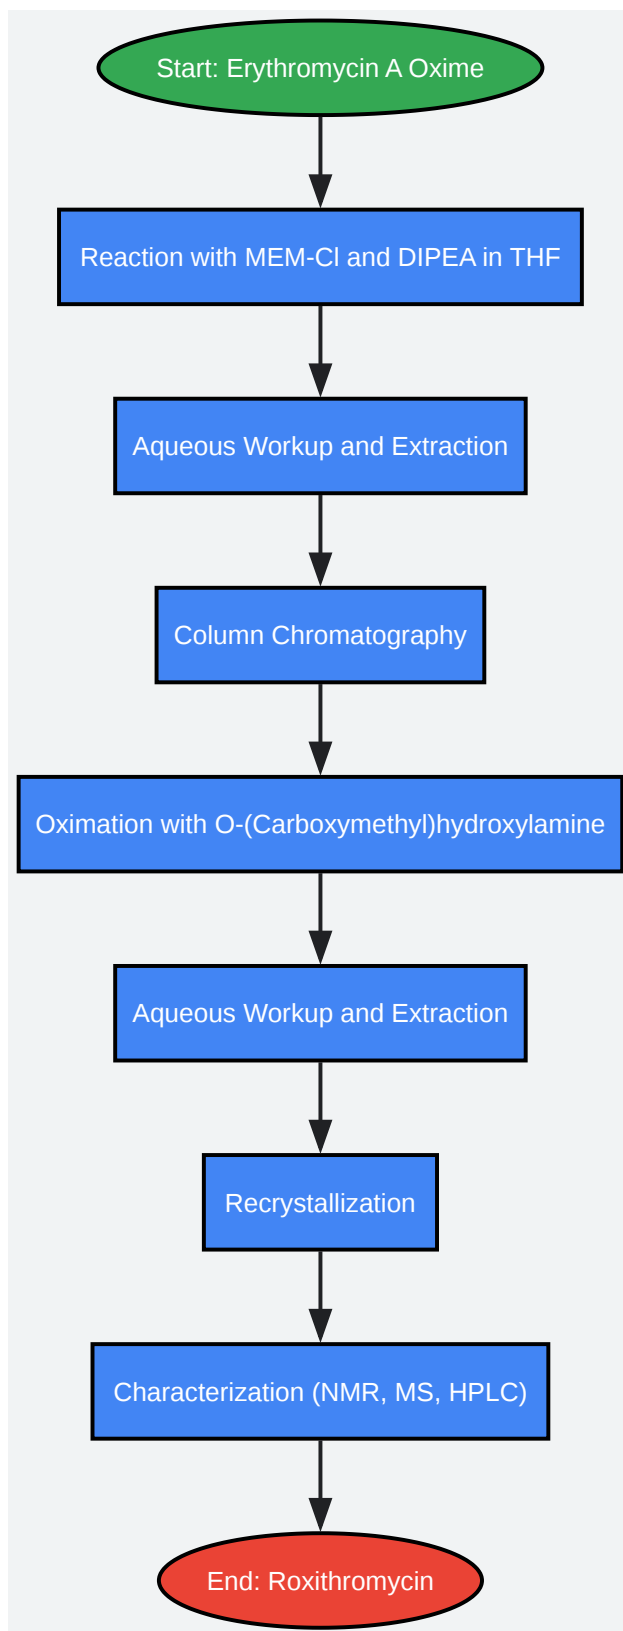 Start: Erythromycin A Oxime
Reaction with MEM-Cl and DIPEA in THF
Aqueous Workup and Extraction
Column Chromatography
Oximation with O-(Carboxymethyl)hydroxylamine
Aqueous Workup and Extraction
Recrystallization
Characterization (NMR, MS, HPLC)
End: Roxithromycin